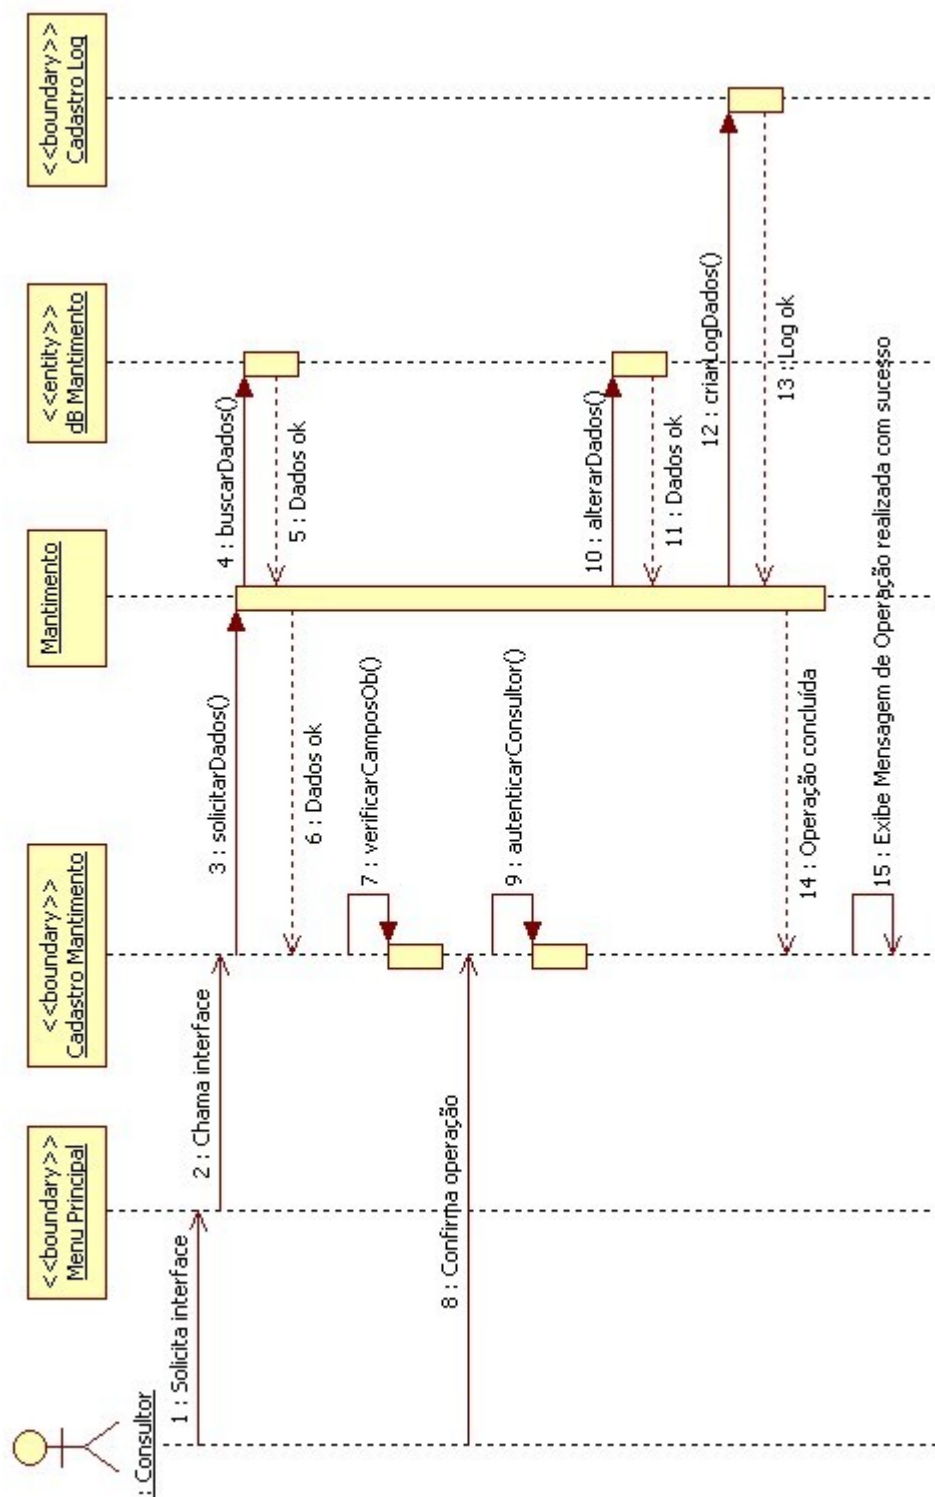 : Consultor
<<boundary>>
Menu Principal
<<boundary>>
Cadastro Mantimento
Mantimento
<<entity>>
dB Mantimento
<<boundary>>
Cadastro Log
1 : Solicita interface
2 : Chama interface
3 : solicitarDados()
4 : buscarDados()
5 : Dados ok
6 : Dados ok
7 : verificarCamposOb()
8 : Confirma operação
9 : autenticarConsultor()
10 : alterarDados()
11 : Dados ok
12 : criarLogDados()
13 : Log ok
14 : Operação concluída
15 : Exibe Mensagem de Operação realizada com sucesso